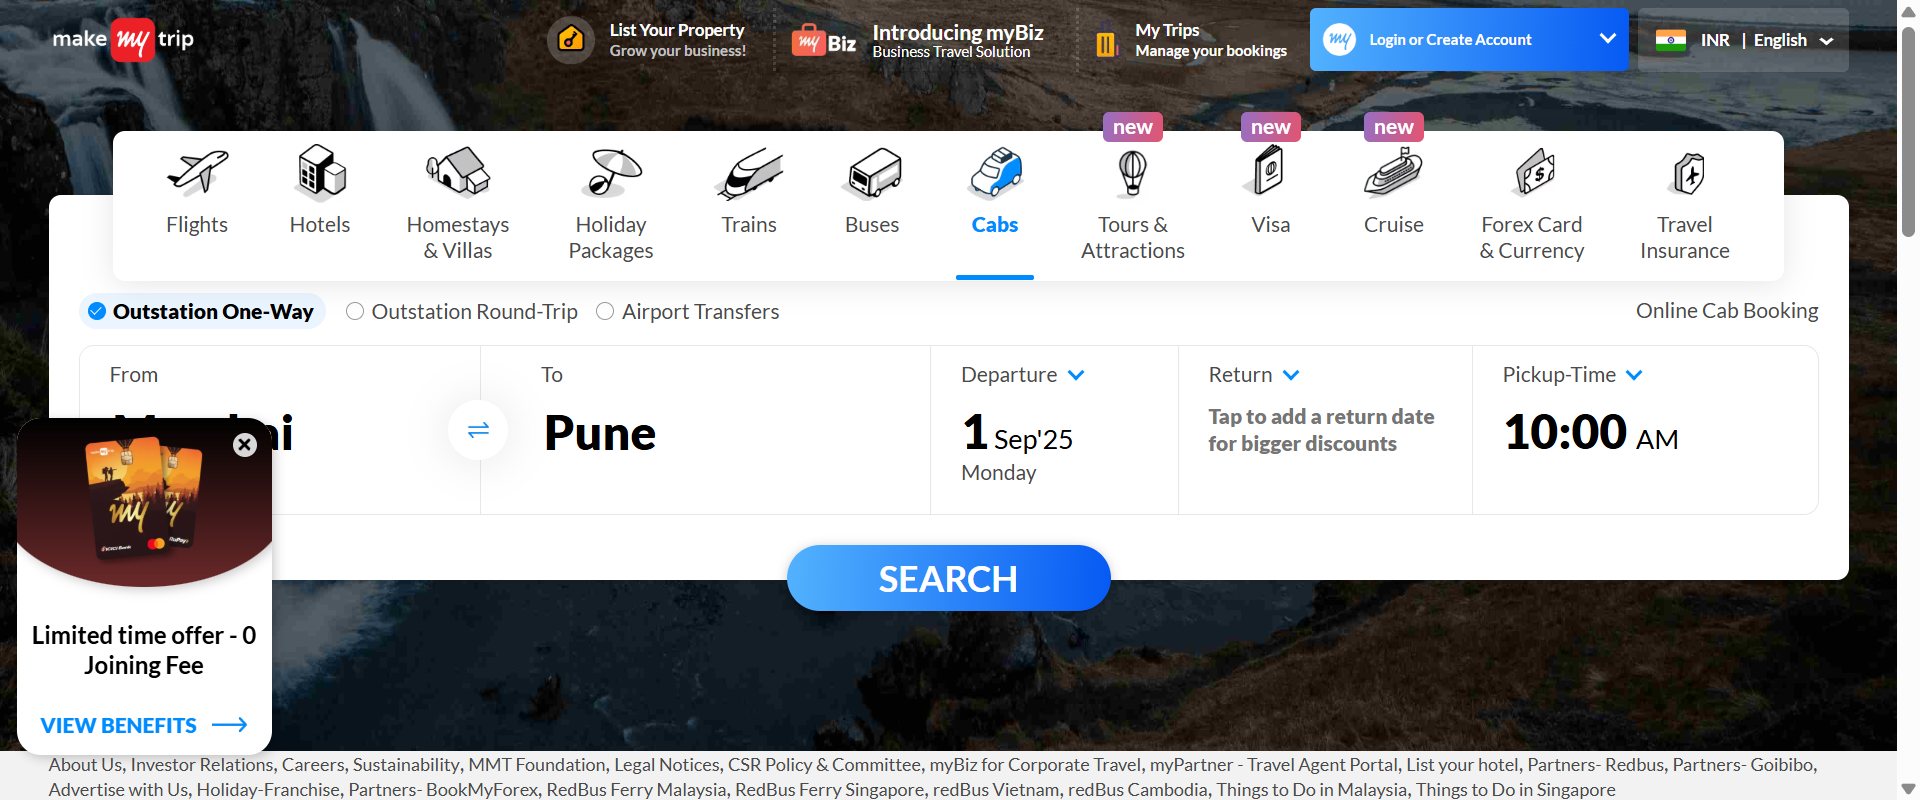 make my trip
List Your Property
Grow your business!
my Biz
Introducing myBiz
Business Travel Solution
My Trips
Manage your bookings
my Login or Create Account
INR | English
new
new
new
Flights
Hotels
Homestays
& Villas
Holiday
Packages
Trains
Buses
Cabs
Tours &
Attractions
Visa
Cruise
Forex Card
& Currency
Travel
Insurance
Outstation One-Way
Outstation Round-Trip
Airport Transfers
Online Cab Booking
From
To
Pune
Departure
1 Sep'25
Monday
Return
Tap to add a return date
for bigger discounts
Pickup-Time
10:00 AM
SEARCH
my
ICICI Bank
RuPay
Limited time offer - 0
Joining Fee
VIEW BENEFITS
About Us, Investor Relations, Careers, Sustainability, MMT Foundation, Legal Notices, CSR Policy & Committee, myBiz for Corporate Travel, myPartner - Travel Agent Portal, List your hotel, Partners- Redbus, Partners- Goibibo,
Advertise with Us, Holiday-Franchise, Partners- BookMyForex, RedBus Ferry Malaysia, RedBus Ferry Singapore, redBus Vietnam, redBus Cambodia, Things to Do in Malaysia, Things to Do in Singapore